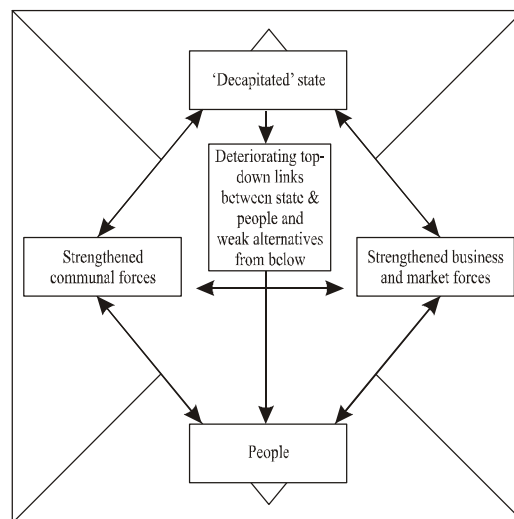 ‘Decapitated’ state
Deteriorating top-
down links
between state &
people and
weak alternatives
from below
Strengthened
communal forces
Strengthened business
and market forces
People